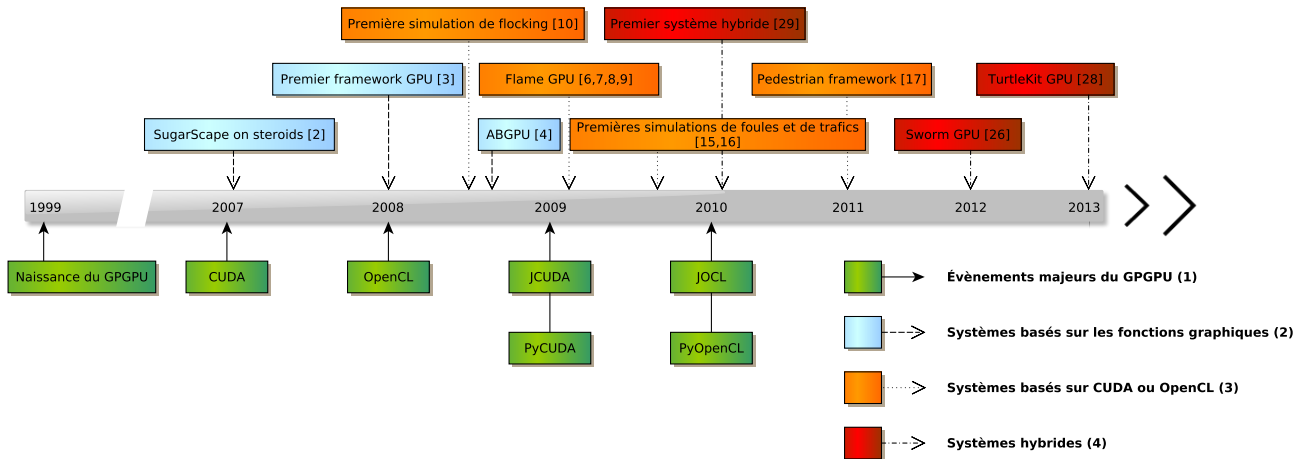 Première simulation de flocking [10]
Premier système hybride [29]
Premier framework GPU [3]
Flame GPU [6,7,8,9]
Pedestrian framework [17]
TurtleKit GPU [28]
SugarScape on steroids [2]
ABGPU [4]
Premières simulations de foules et de trafics
[15,16]
Sworm GPU [26]
1999
2007
2008
2009
2010
2011
2012
2013
Naissance du GPGPU
CUDA
OpenCL
JCUDA
JOCL
Évènements majeurs du GPGPU (1)
PyCUDA
PyOpenCL
Systèmes basés sur les fonctions graphiques (2)
Systèmes basés sur CUDA ou OpenCL (3)
Systèmes hybrides (4)